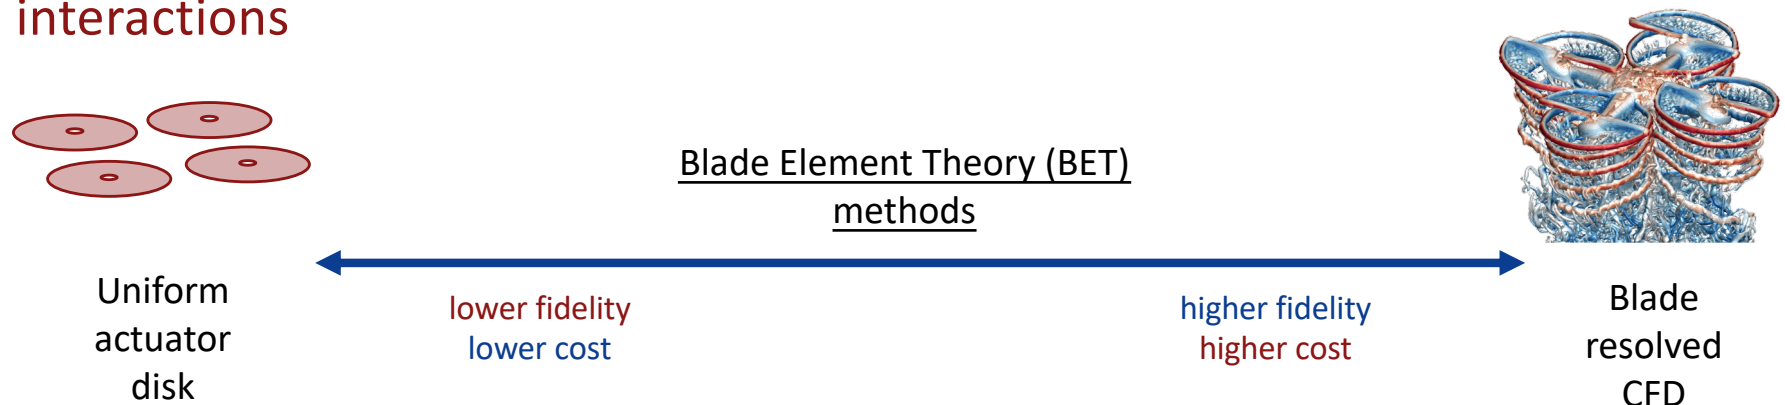 interactions
Blade Element Theory (BET)
methods
Uniform
actuator
disk
lower fidelity
lower cost
higher fidelity
higher cost
Blade
resolved
CFD